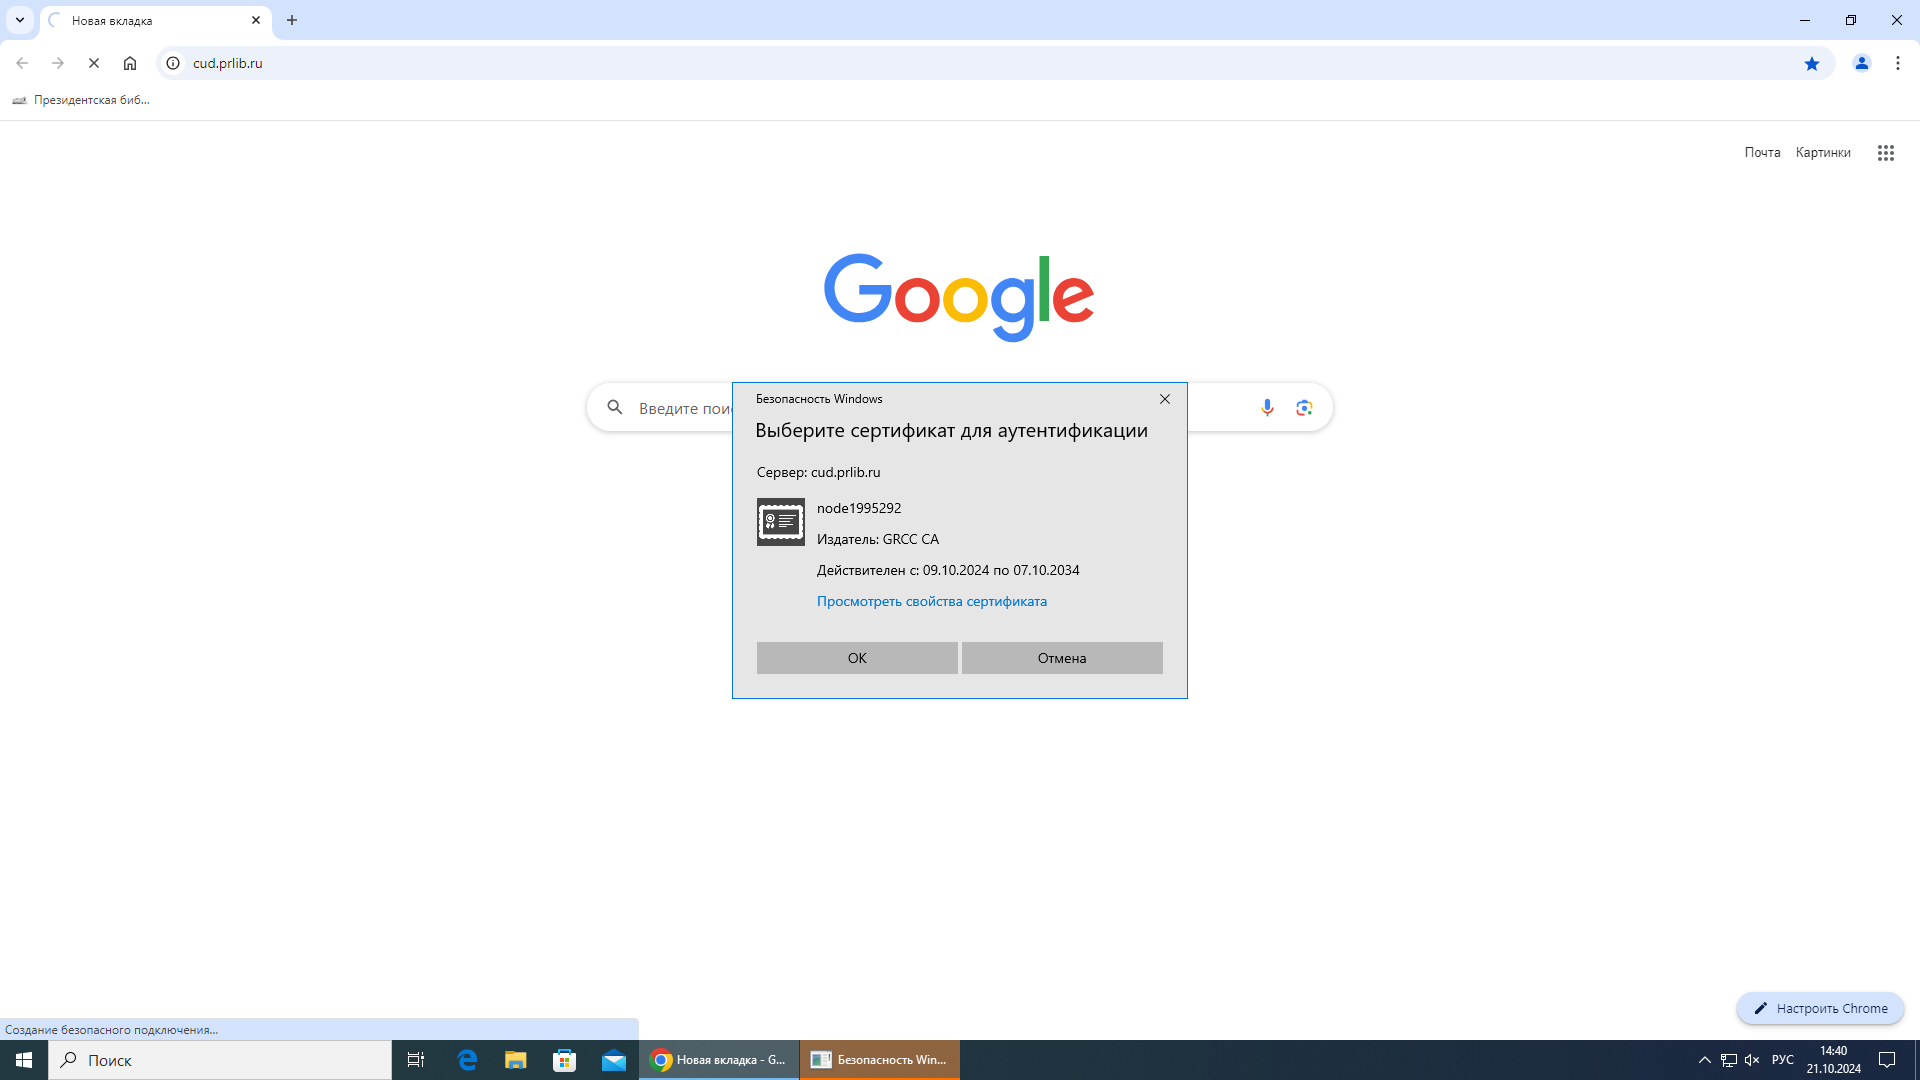 Новая вкладка
cud.prlib.ru
Президентская биб...
Почта Картинки
Google
Введите пои
Безопасность Windows
Выберите сертификат для аутентификации
Сервер: cud.prlib.ru
node1995292
Издатель: GRCC CA
Действителен с: 09.10.2024 по 07.10.2034
Просмотреть свойства сертификата
ОК Отмена
Настроить Chrome
Создание безопасного подключения...
Поиск
Новая вкладка - G...
Безопасность Win...
РУС
14:40
21.10.2024